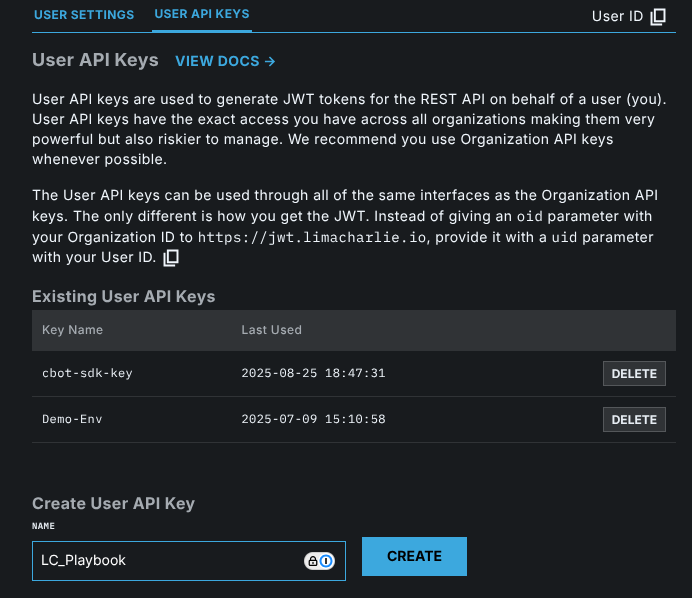 USER SETTINGS USER API KEYS User ID
User API Keys VIEW DOCS →
User API keys are used to generate JWT tokens for the REST API on behalf of a user (you).
User API keys have the exact access you have across all organizations making them very
powerful but also riskier to manage. We recommend you use Organization API keys
whenever possible.
The User API keys can be used through all of the same interfaces as the Organization API
keys. The only different is how you get the JWT. Instead of giving an oid parameter with
your Organization ID to https://jwt.limacharlie.io, provide it with a uid parameter
with your User ID.
Existing User API Keys
Key Name Last Used
cbot-sdk-key 2025-08-25 18:47:31 DELETE
Demo-Env 2025-07-09 15:10:58 DELETE
Create User API Key
NAME
LC_Playbook CREATE